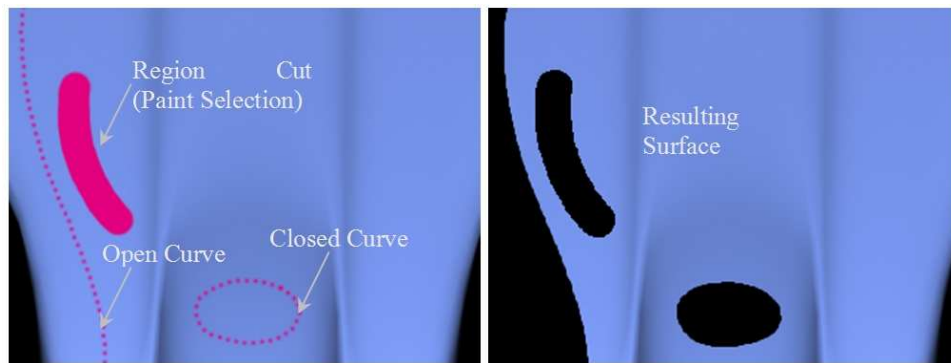 Region Cut
(Paint Selection)
Open Curve
Closed Curve
Resulting
Surface